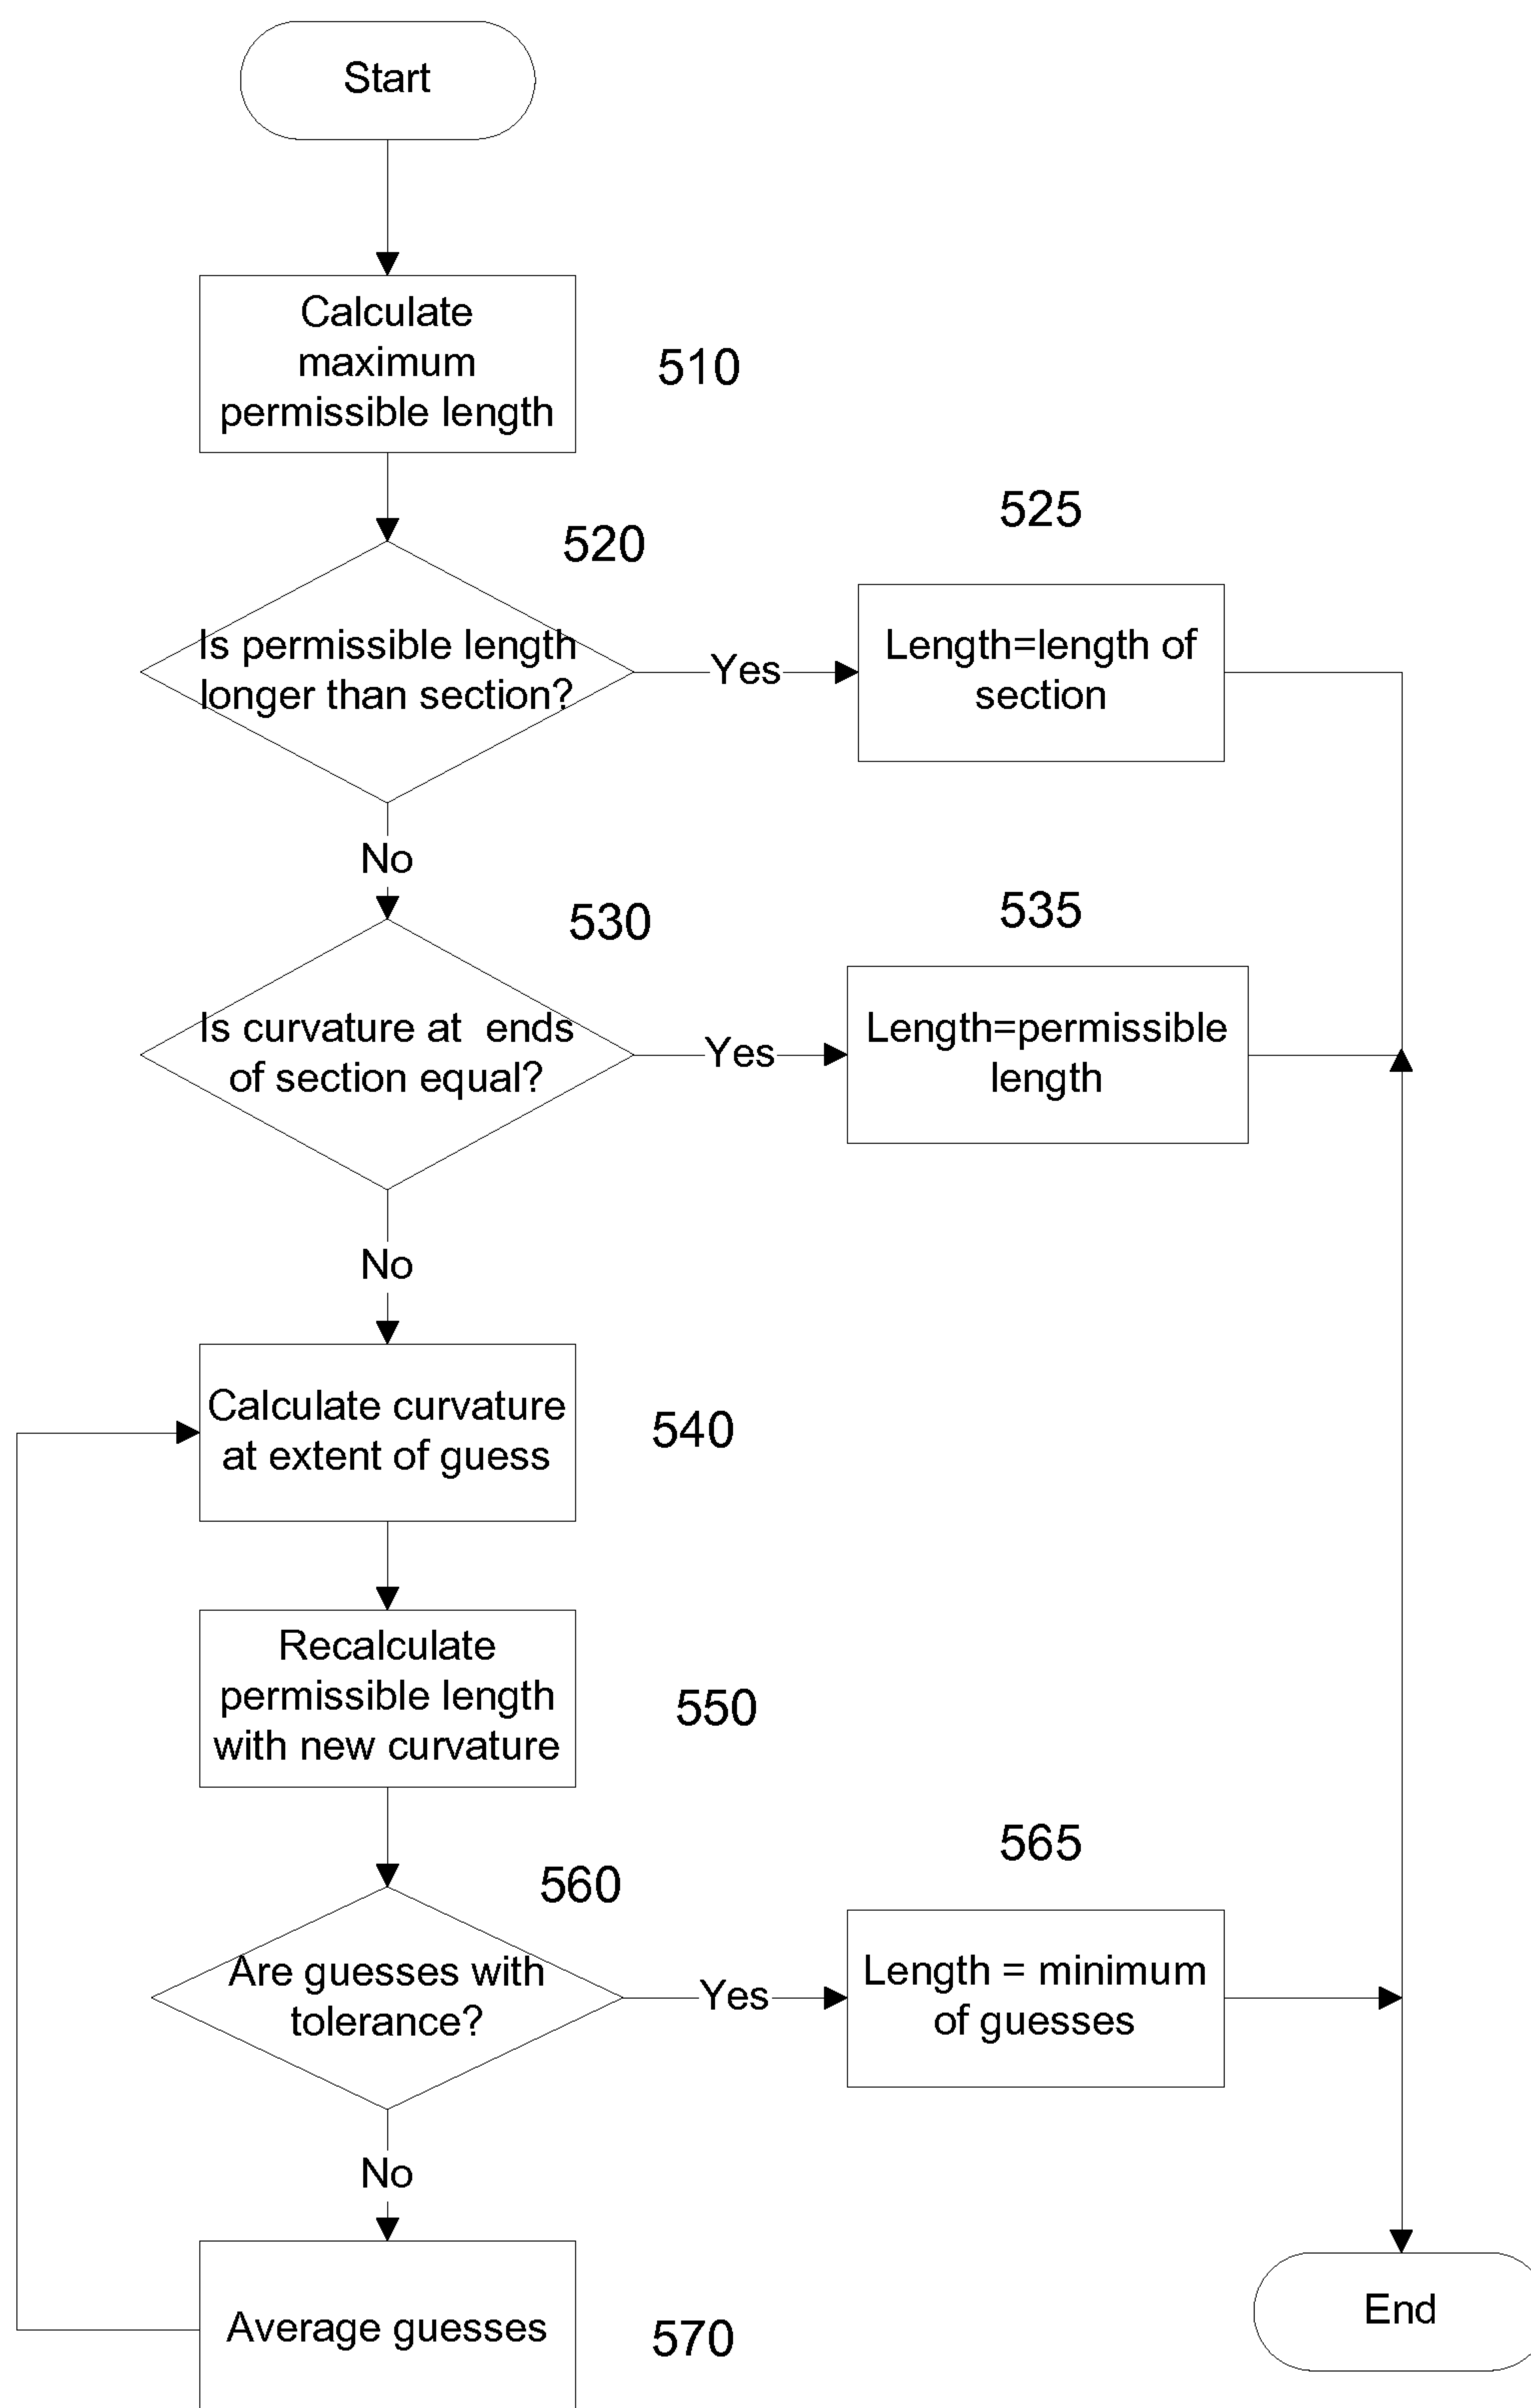 Start
Calculate
maximum
permissible length
510
520
Is permissible length
longer than section?
Yes
525
Length=length of
section
No
530
Is curvature at ends
of section equal?
Yes
535
Length=permissible
length
No
Calculate curvature
at extent of guess
540
Recalculate
permissible length
with new curvature
550
560
Are guesses with
tolerance?
Yes
565
Length = minimum
of guesses
No
Average guesses
570
End